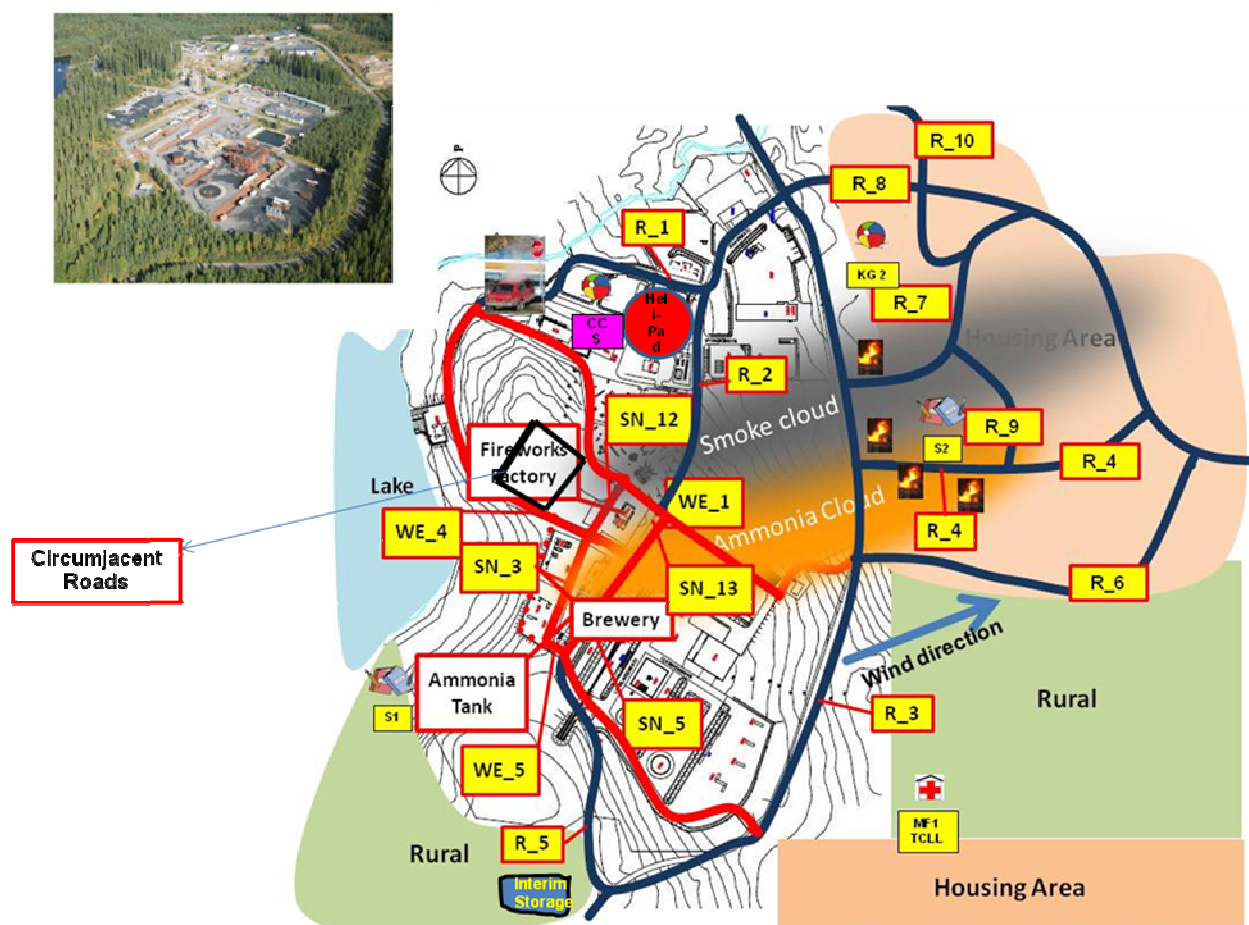 P
R_10
R_8
R_1
KG 2
R_7
Hel
i-
Pa
d
CC
S
Housing Area
R_2
SN_12
Smoke cloud
R_9
S2
R_4
Fireworks
Factory
Lake
WE_1
Ammonia Cloud
WE_4
R_4
Circumjacent
Roads
SN_3
SN_13
R_6
Brewery
Wind direction
Ammonia
Tank
S1
SN_5
R_3
Rural
WE_5
MF1
TCLL
R_5
Rural
Interim
Storage
Housing Area